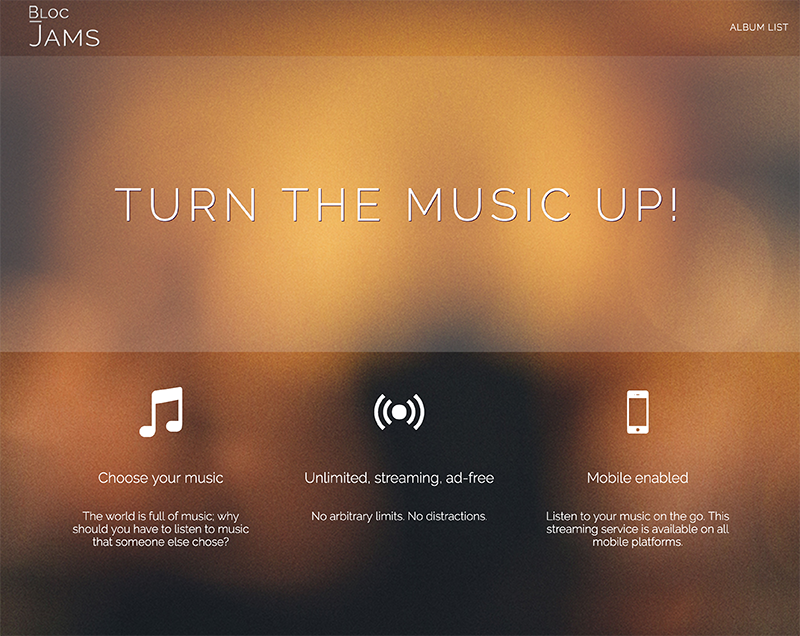 BLOC
JAMS
ALBUM LIST
TURN THE MUSIC UP!
Choose your music
The world is full of music; why
should you have to listen to music
that someone else chose?
Unlimited, streaming, ad-free
No arbitrary limits. No distractions.
Mobile enabled
Listen to your music on the go. This
streaming service is available on all
mobile platforms.